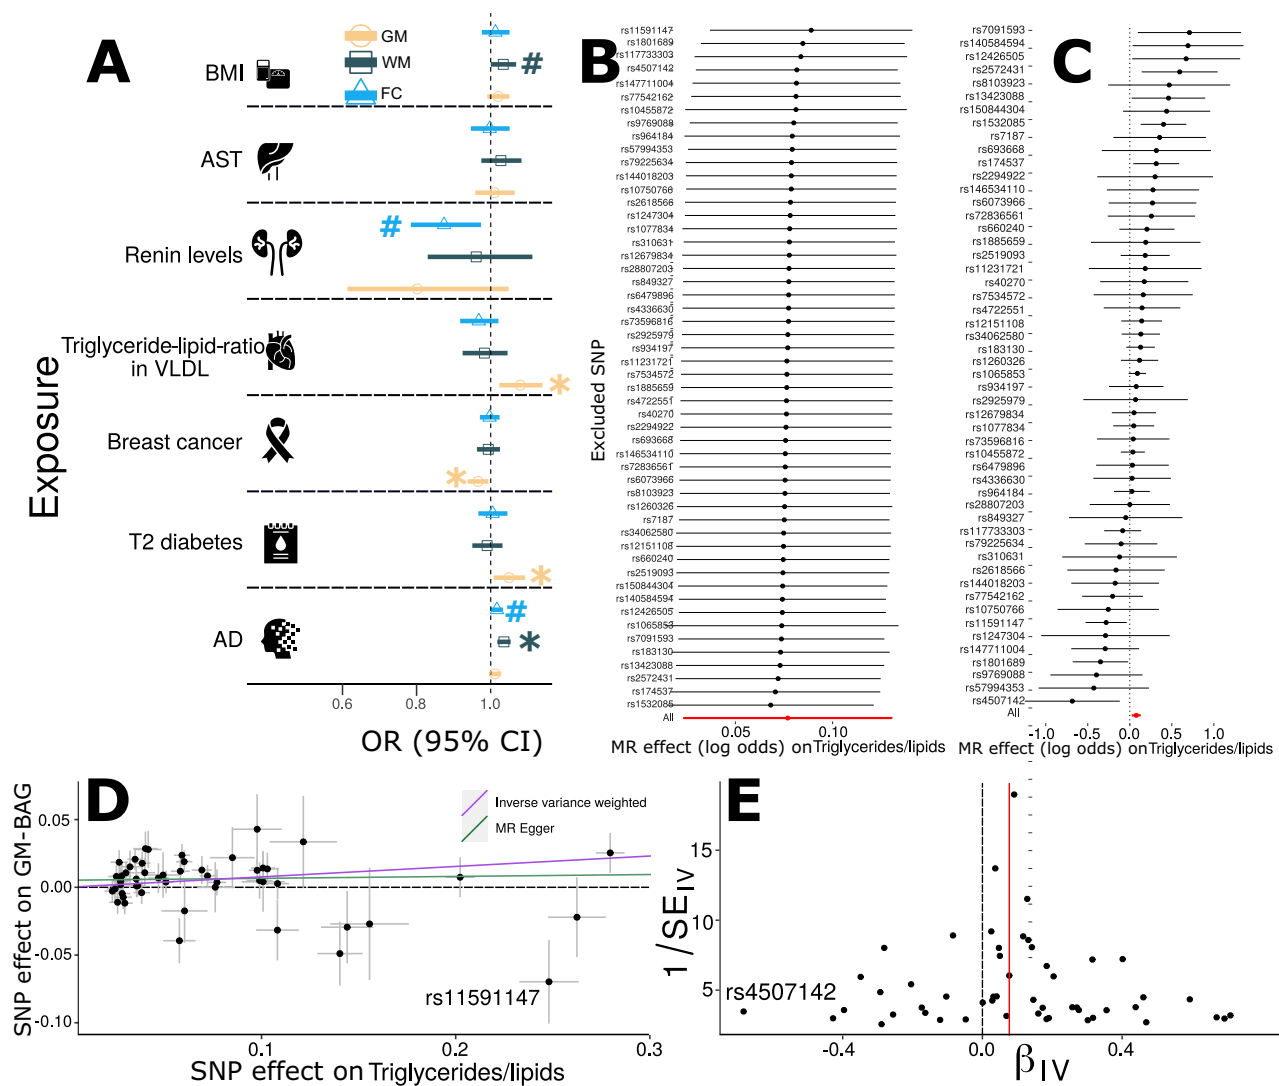 A
GM
WM
FC
BMI
#
AST
Renin levels
#
Triglyceride-lipid-ratio
in VLDL
*
Breast cancer
*
T2 diabetes
*
AD
#
*
Exposure
0.6
0.8
1.0
OR (95% CI)
B
Excluded SNP
rs11591147
rs1801689
rs117733303
rs4507142
rs147711004
rs77542162
rs10455872
rs9769088
rs964184
rs57994353
rs79225634
rs144018203
rs10750766
rs2618566
rs1247304
rs1077834
rs310631
rs12679834
rs28807203
rs849327
rs6479896
rs4336630
rs73596816
rs2925979
rs934197
rs11231721
rs7534572
rs1885659
rs4722551
rs40270
rs2294922
rs693668
rs146534110
rs72836561
rs6073966
rs8103923
rs1260326
rs7187
rs34062580
rs12151108
rs660240
rs2519093
rs150844304
rs140584594
rs12426505
rs1065853
rs7091593
rs183130
rs13423088
rs2572431
rs174537
rs1532085
All
0.05
0.10
MR effect (log odds) on Triglycerides/lipids
C
rs7091593
rs140584594
rs12426505
rs2572431
rs8103923
rs13423088
rs150844304
rs1532085
rs7187
rs693668
rs174537
rs2294922
rs146534110
rs6073966
rs72836561
rs660240
rs1885659
rs2519093
rs11231721
rs40270
rs7534572
rs4722551
rs12151108
rs34062580
rs183130
rs1260326
rs1065853
rs934197
rs2925979
rs12679834
rs1077834
rs73596816
rs10455872
rs6479896
rs4336630
rs964184
rs28807203
rs849327
rs117733303
rs79225634
rs310631
rs2618566
rs144018203
rs77542162
rs10750766
rs11591147
rs1247304
rs147711004
rs1801689
rs9769088
rs57994353
rs4507142
All
-1.0
-0.5
0.0
0.5
1.0
MR effect (log odds) on Triglycerides/lipids
D
Inverse variance weighted
MR Egger
0.05
0.00
-0.05
-0.10
SNP effect on GM-BAG
rs11591147
0.1
0.2
0.3
SNP effect on Triglycerides/lipids
E
15
10
5
1/SE_IV
rs4507142
-0.4
0.0
0.4
β_IV